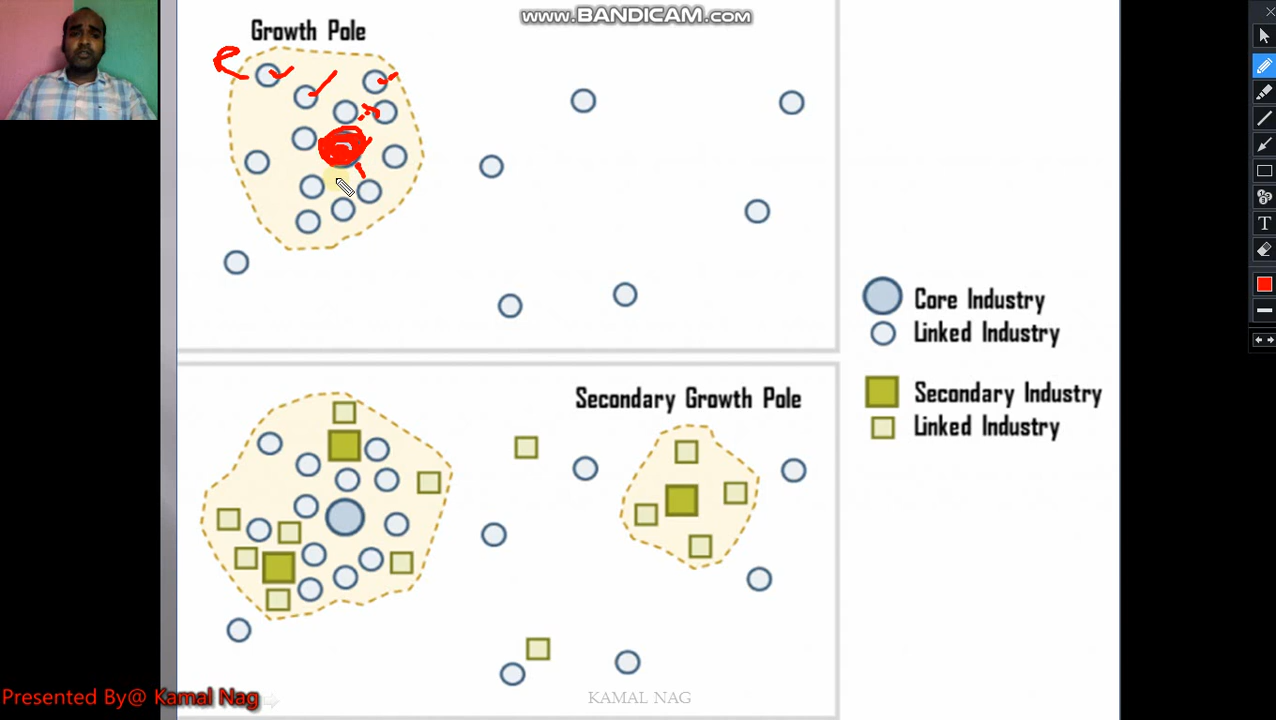 www.BANDICAM.com
Growth Pole
e
Core Industry
Linked Industry
Secondary Growth Pole
Secondary Industry
Linked Industry
Presented By@ Kamal Nag
KAMAL NAG
T